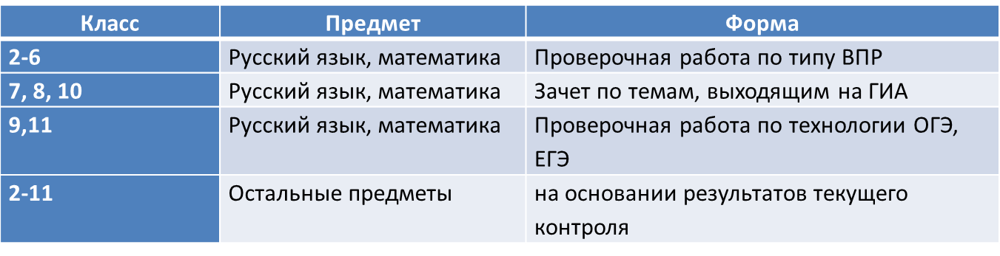 Класс Предмет Форма
2-6 Русский язык, математика Проверочная работа по типу ВПР
7, 8, 10 Русский язык, математика Зачет по темам, выходящим на ГИА
9,11 Русский язык, математика Проверочная работа по технологии ОГЭ,
ЕГЭ
2-11 Остальные предметы на основании результатов текущего
контроля